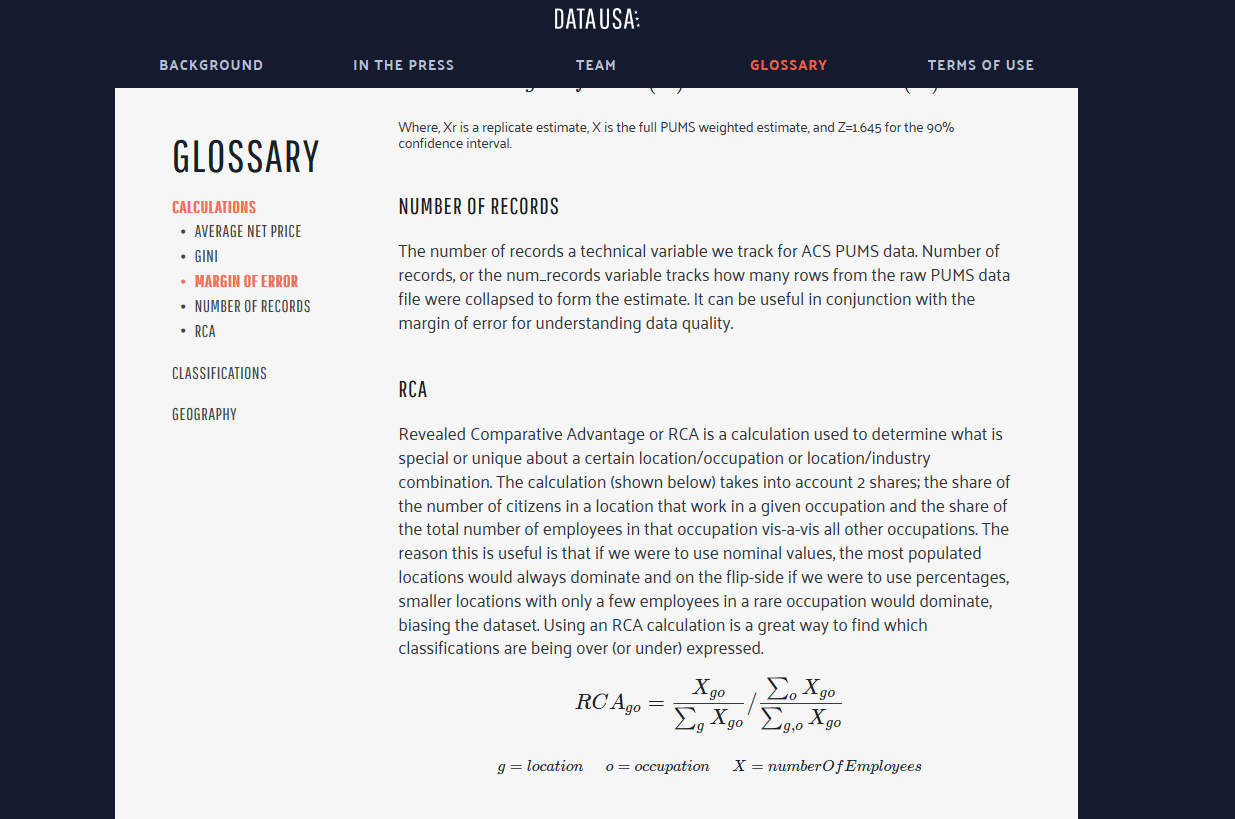 DATA USA
BACKGROUND
IN THE PRESS
TEAM
GLOSSARY
TERMS OF USE
GLOSSARY
CALCULATIONS
• AVERAGE NET PRICE
• GINI
• MARGIN OF ERROR
• NUMBER OF RECORDS
• RCA
CLASSIFICATIONS
GEOGRAPHY
Where, Xr is a replicate estimate, X is the full PUMS weighted estimate, and Z=1.645 for the 90%
confidence interval.
NUMBER OF RECORDS
The number of records a technical variable we track for ACS PUMS data. Number of
records, or the num_records variable tracks how many rows from the raw PUMS data
file were collapsed to form the estimate. It can be useful in conjunction with the
margin of error for understanding data quality.
RCA
Revealed Comparative Advantage or RCA is a calculation used to determine what is
special or unique about a certain location/occupation or location/industry
combination. The calculation (shown below) takes into account 2 shares; the share of
the number of citizens in a location that work in a given occupation and the share of
the total number of employees in that occupation vis-a-vis all other occupations. The
reason this is useful is that if we were to use nominal values, the most populated
locations would always dominate and on the flip-side if we were to use percentages,
smaller locations with only a few employees in a rare occupation would dominate,
biasing the dataset. Using an RCA calculation is a great way to find which
classifications are being over (or under) expressed.
RCA_{go} = \frac{X_{go}}{\sum_g X_{go}} / \frac{\sum_o X_{go}}{\sum_{g,o} X_{go}}
g = location o = occupation X = numberOfEmployees